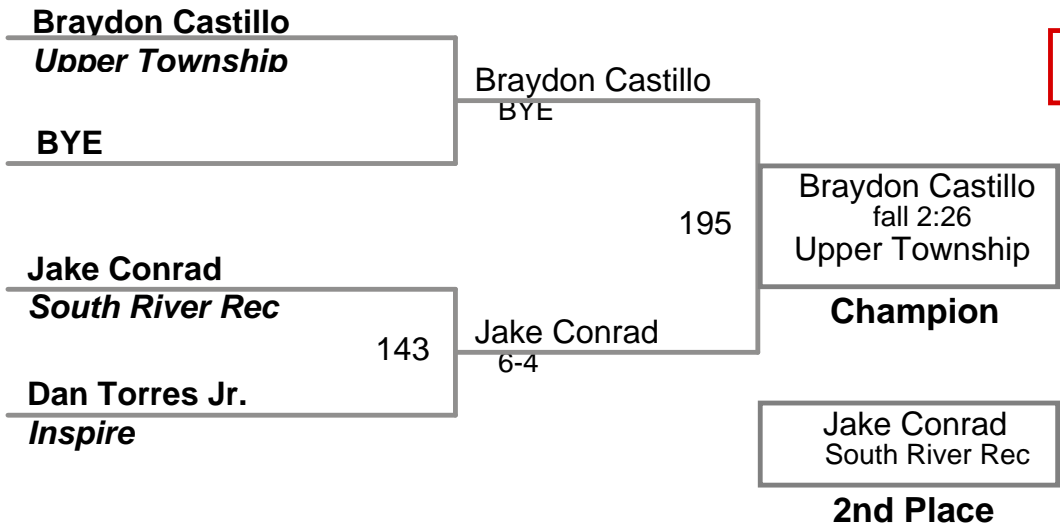 Braydon Castillo
Upper Township
BYE
Jake Conrad
South River Rec
143
Dan Torres Jr.
Inspire
Braydon Castillo
BYE
195
Jake Conrad
6-4
Braydon Castillo
fall 2:26
Upper Township
Champion
Jake Conrad
South River Rec
2nd Place